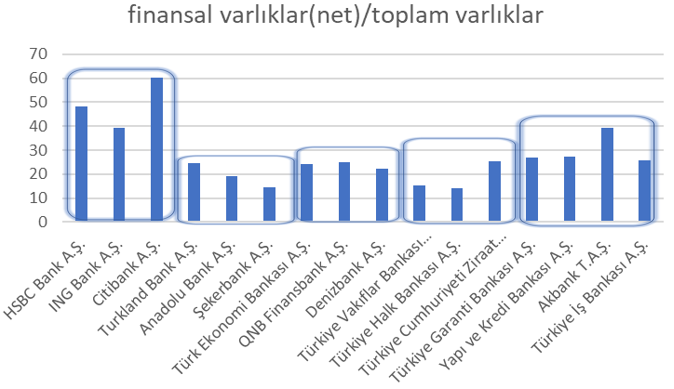 finansal varlıklar(net)/toplam varlıklar
70
60
50
40
30
20
10
0
HSBC Bank A.Ş.
ING Bank A.Ş.
Citibank A.Ş.
Turkland Bank A.Ş.
Anadolu Bank A.Ş.
Şekerbank A.Ş.
Türk Ekonomi Bankası A.Ş.
QNB Finansbank A.Ş.
Denizbank A.Ş.
Türkiye Vakıflar Bankası...
Türkiye Halk Bankası A.Ş.
Türkiye Cumhuriyeti Ziraat...
Türkiye Garanti Bankası A.Ş.
Yapı ve Kredi Bankası A.Ş.
Akbank T.A.Ş.
Türkiye İş Bankası A.Ş.